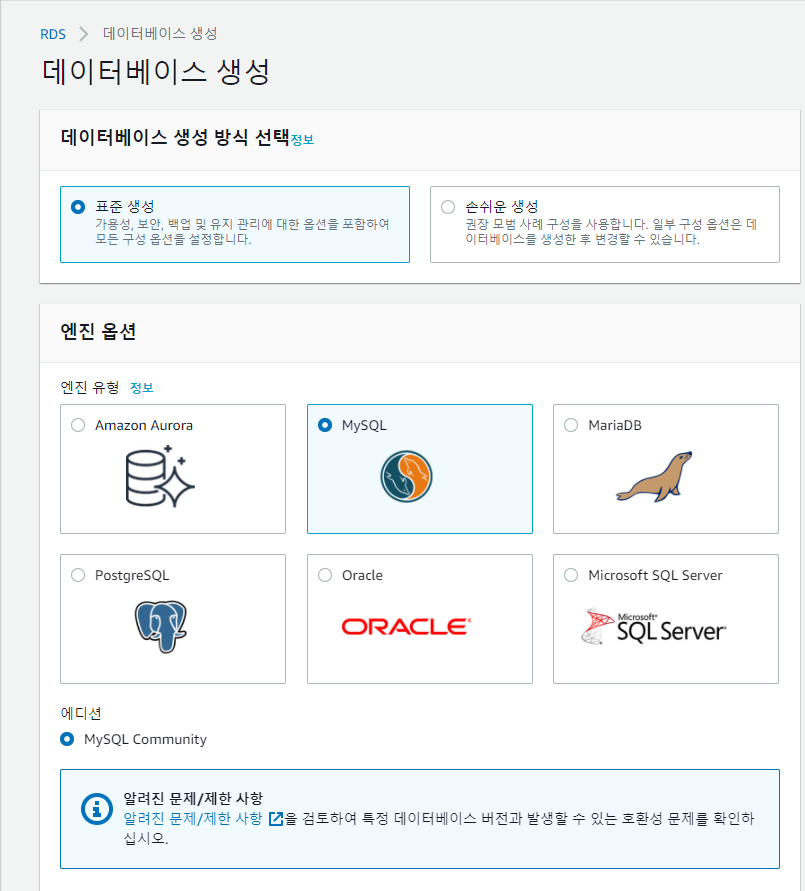 RDS > 데이터베이스 생성
데이터베이스 생성
데이터베이스 생성 방식 선택정보
표준 생성
가용성, 보안, 백업 및 유지 관리에 대한 옵션을 포함하여
모든 구성 옵션을 설정합니다.
손쉬운 생성
권장 모범 사례 구성을 사용합니다. 일부 구성 옵션은 데
이터베이스를 생성한 후 변경할 수 있습니다.
엔진 옵션
엔진 유형 정보
Amazon Aurora
MySQL
MariaDB
PostgreSQL
Oracle
ORACLE
Microsoft SQL Server
Microsoft
SQL Server
에디션
MySQL Community
알려진 문제/제한 사항
알려진 문제/제한 사항 을 검토하여 특정 데이터베이스 버전과 발생할 수 있는 호환성 문제를 확인하
십시오.